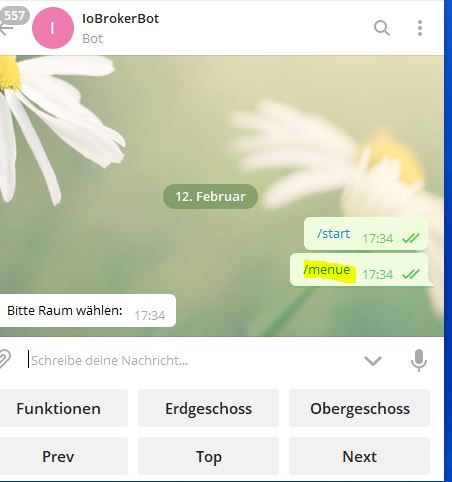 557
I
IoBrokerBot
Bot
12. Februar
/start 17:34
/menue 17:34
Bitte Raum wählen: 17:34
Schreibe deine Nachricht...
Funktionen Erdgeschoss Obergeschoss
Prev Top Next